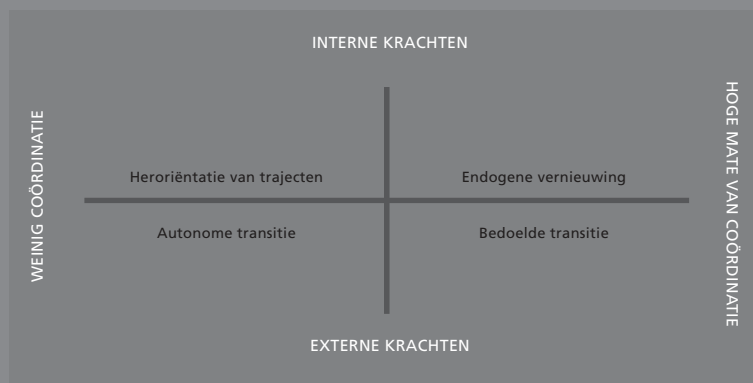 INTERNE KRACHTEN
WEINIG COÖRDINATIE
HOGE MATE VAN COÖRDINATIE
Heroriëntatie van trajecten
Endogene vernieuwing
Autonome transitie
Bedoelde transitie
EXTERNE KRACHTEN